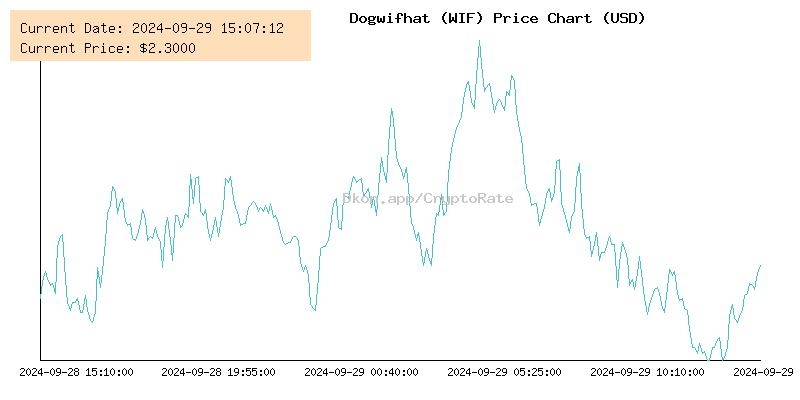 Dogwifhat (WIF) Price Chart (USD)
Current Date: 2024-09-29 15:07:12
Current Price: $2.3000
Dkon.app/CryptoRate
2024-09-28 15:10:00
2024-09-28 19:55:00
2024-09-29 00:40:00
2024-09-29 05:25:00
2024-09-29 10:10:00
2024-09-29